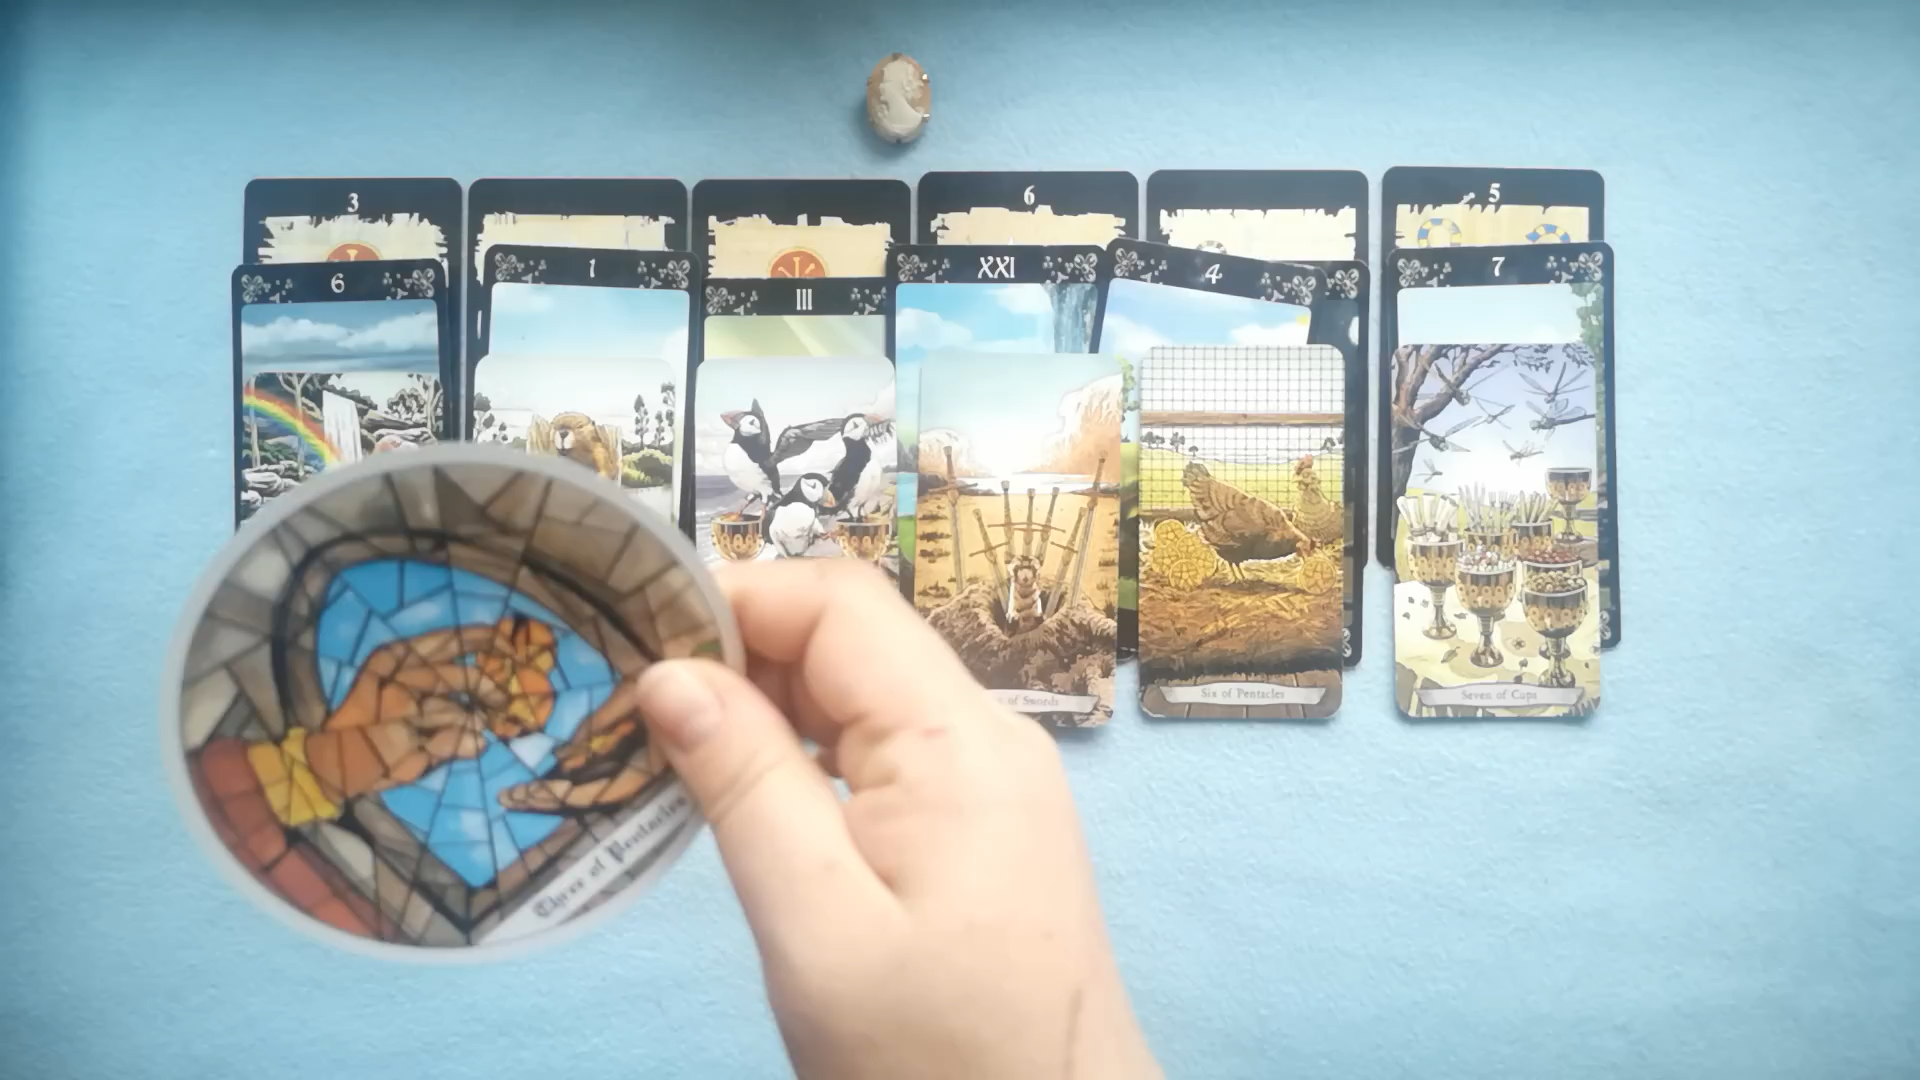 3
6
5
6
1
III
XXI
4
7
of Swords
Six of Pentacles
Seven of Cups
Three of Pentacles